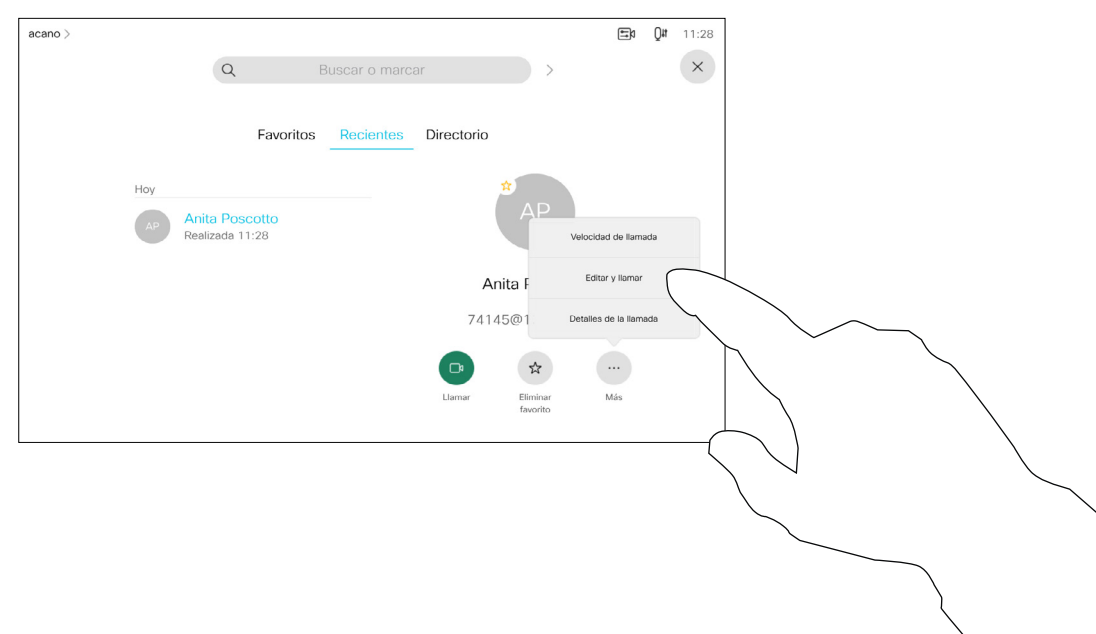 acano
11:28
Buscar o marcar
Favoritos Recientes Directorio
Hoy
AP
Anita Poscotto
Realizada 11:28
AP
Velocidad de llamada
Editar y llamar
Detalles de la llamada
Anita
74145@1
Llamar
Eliminar
favorito
Más